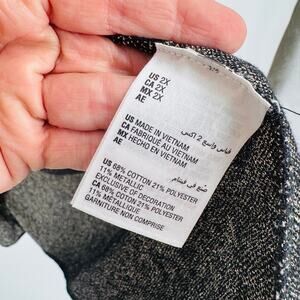 US 2X
CA 2X
MX 2X
AE
قياس واسع 2 اكس
US MADE IN VIETNAM
CA FABRIQUÉ AU VIETNAM
MX HECHO EN VIETNAM
AE
صنع في فيتنام
US 68% COTTON 21% POLYESTER
11% METALLIC
EXCLUSIVE OF DECORATION
CA 68% COTON 21% POLYESTER
11% MÉTALLIQUE
GARNITURE NON COMPRISE